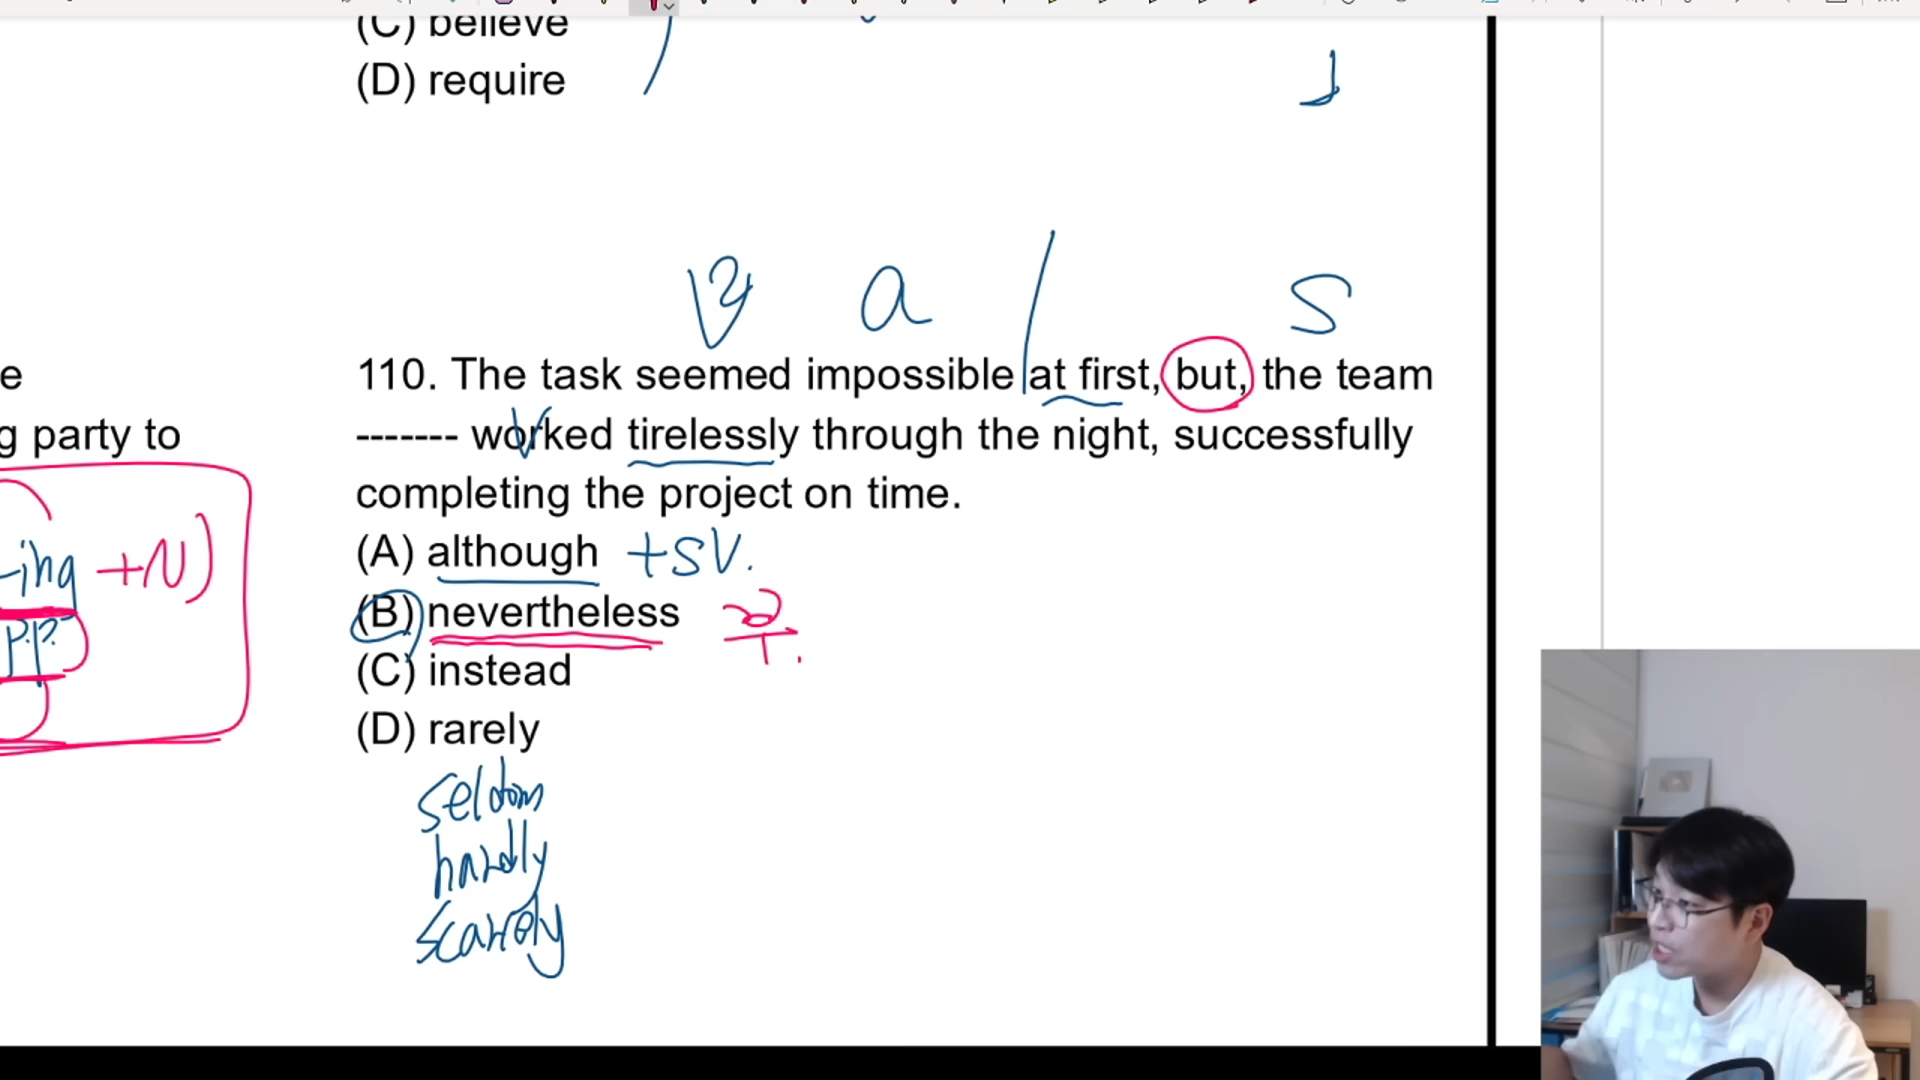 (C) believe
(D) require
V2 a / S
110. The task seemed impossible at first, but, the team
------- worked tirelessly through the night, successfully
completing the project on time.
(A) although +SV.
(B) nevertheless
(C) instead
(D) rarely
seldom
hardly
scarcely
e
g party to
-ing +N)
P.P.